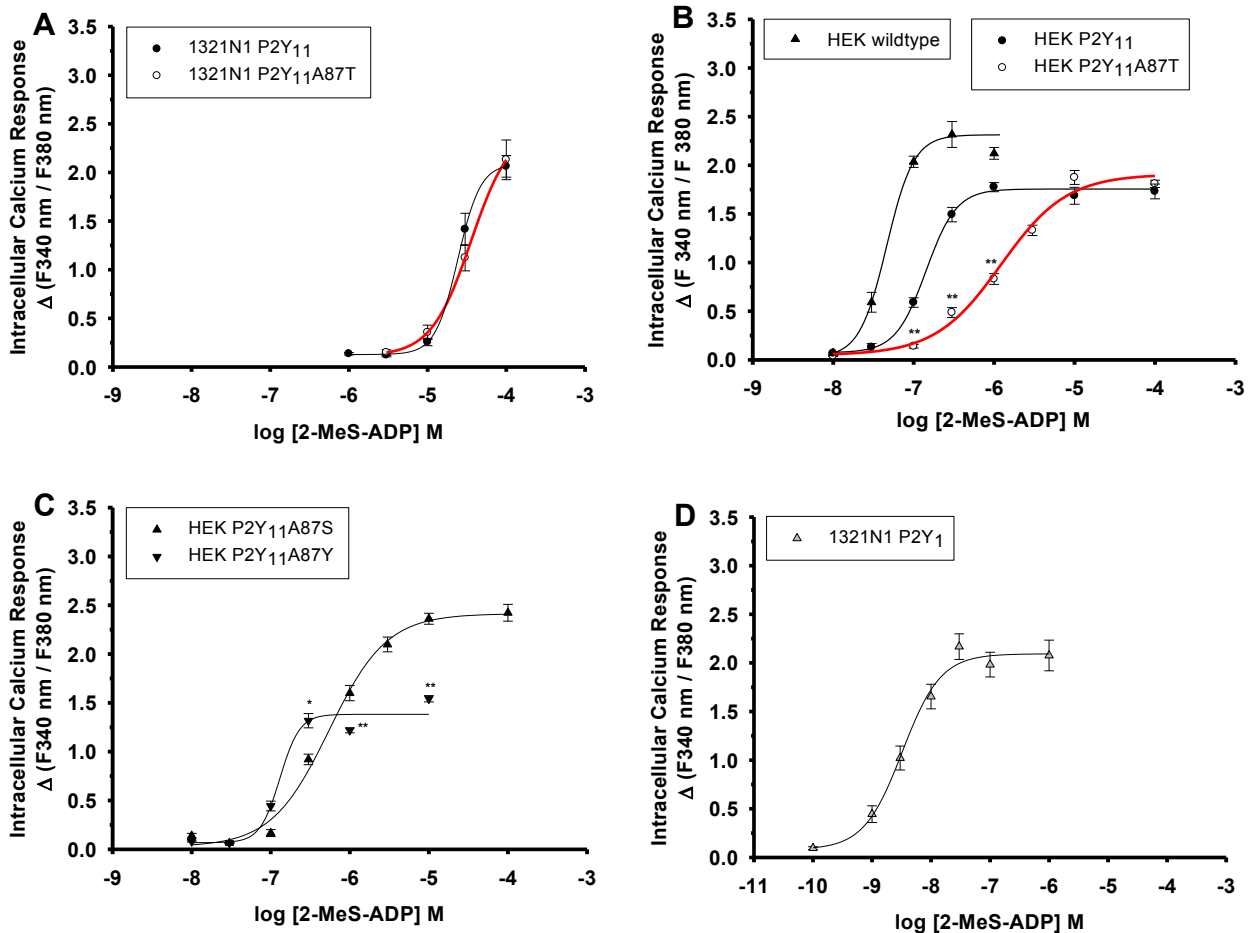 A
1321N1 P2Y11
1321N1 P2Y11A87T
Intracellular Calcium Response
Δ (F340 nm / F380 nm)
3.5
3.0
2.5
2.0
1.5
1.0
0.5
0.0
-9 -8 -7 -6 -5 -4 -3
log [2-MeS-ADP] M
B
HEK wildtype
HEK P2Y11
HEK P2Y11A87T
Intracellular Calcium Response
Δ (F 340 nm / F 380 nm)
3.5
3.0
2.5
2.0
1.5
1.0
0.5
0.0
**
**
**
-9 -8 -7 -6 -5 -4 -3
log [2-MeS-ADP] M
C
HEK P2Y11A87S
HEK P2Y11A87Y
Intracellular Calcium Response
Δ (F340 nm / F380 nm)
3.5
3.0
2.5
2.0
1.5
1.0
0.5
0.0
*
**
**
-9 -8 -7 -6 -5 -4 -3
log [2-MeS-ADP] M
D
1321N1 P2Y1
Intracellular Calcium Response
Δ (F340 nm / F380 nm)
3.5
3.0
2.5
2.0
1.5
1.0
0.5
0.0
-11 -10 -9 -8 -7 -6 -5 -4 -3
log [2-MeS-ADP] M